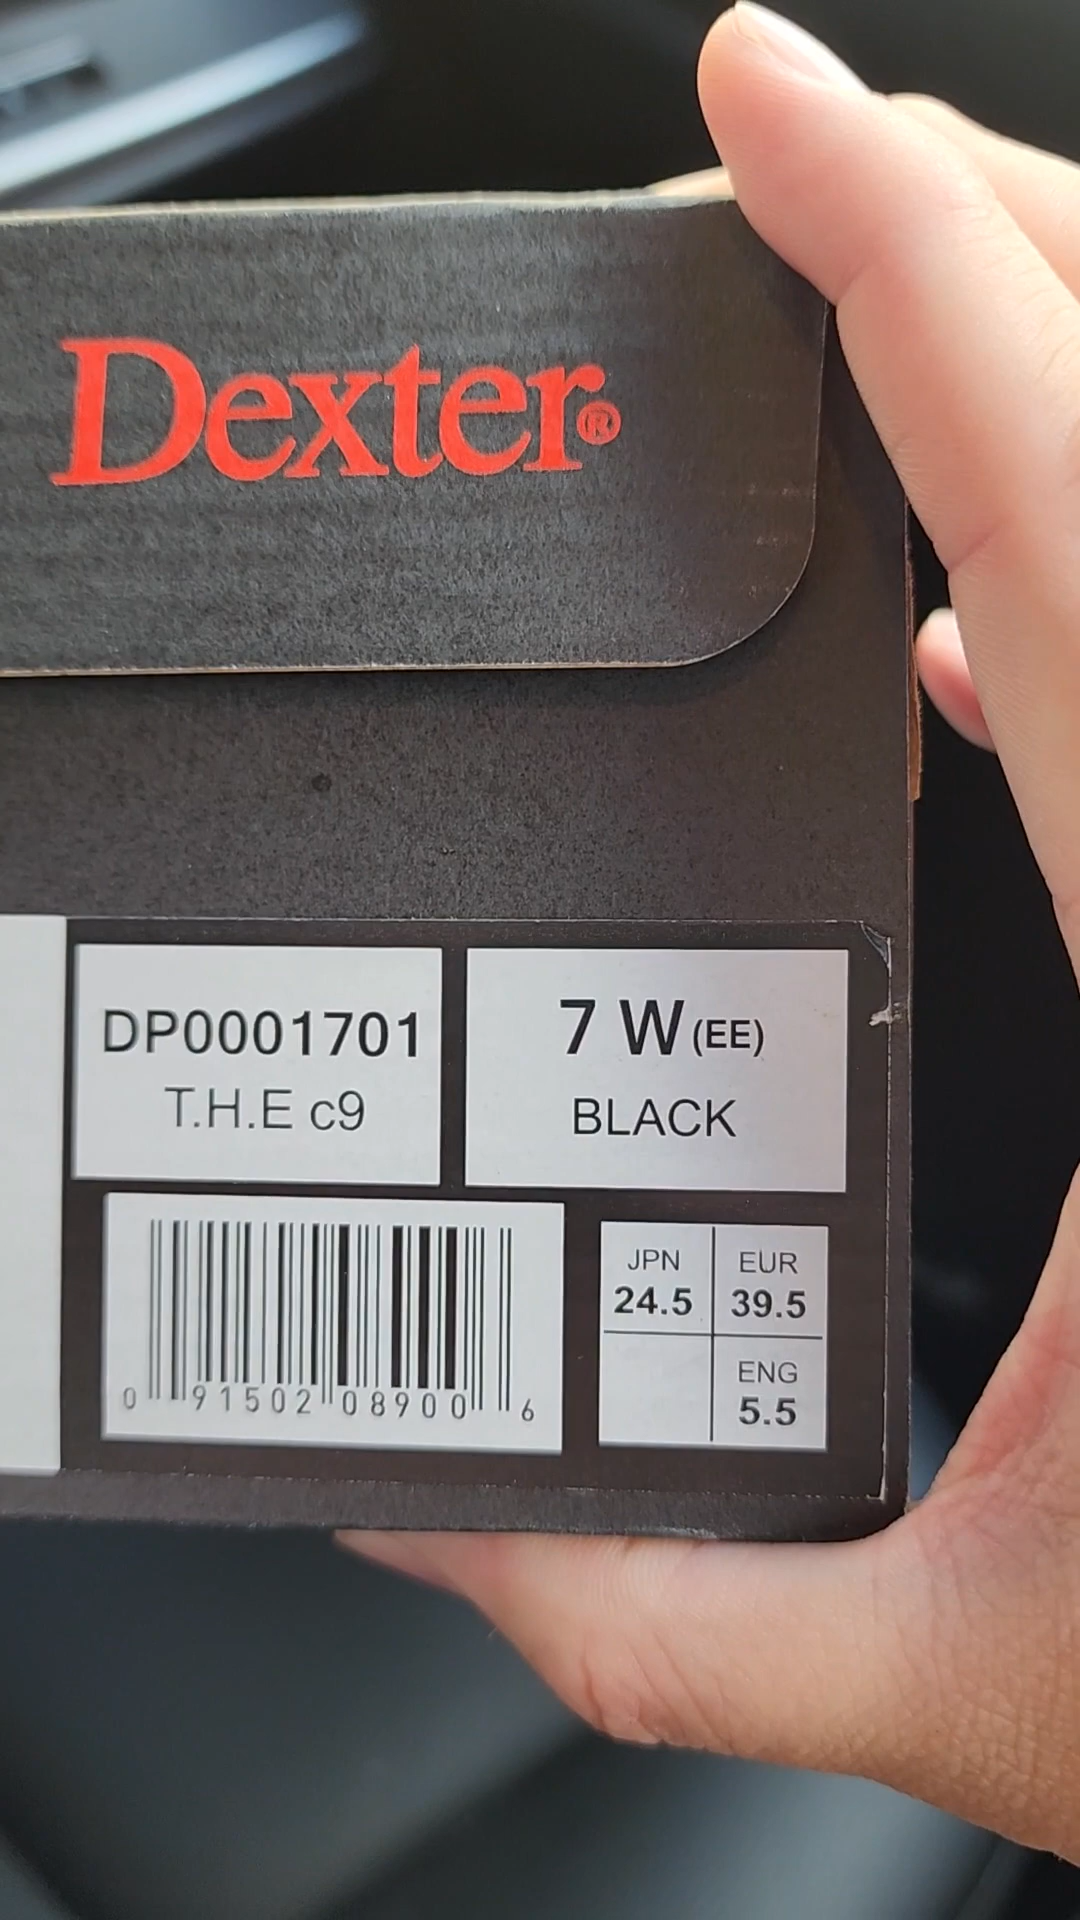 Dexter®
DP0001701
T.H.E c9
7 W (EE)
BLACK
0 91502 08900 6
JPN
24.5
EUR
39.5
ENG
5.5